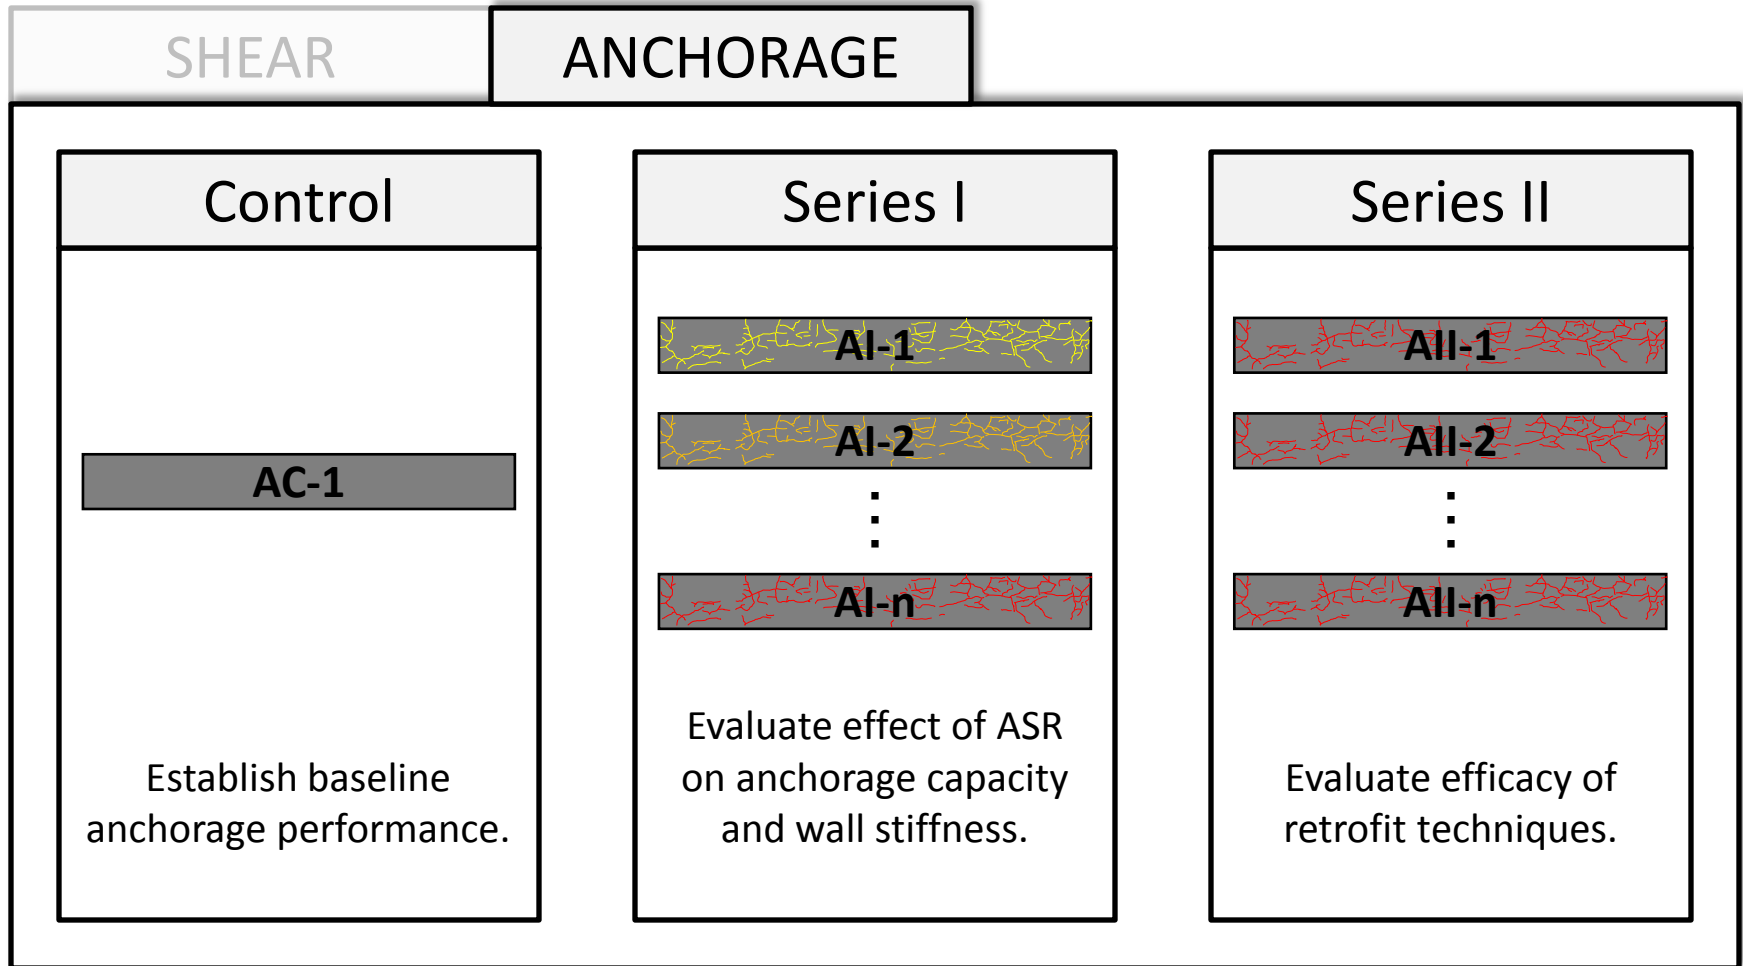 SHEAR
ANCHORAGE
Control
AC-1
Establish baseline
anchorage performance.
Series I
AI-1
AI-2
AI-n
Evaluate effect of ASR
on anchorage capacity
and wall stiffness.
Series II
AII-1
AII-2
AII-n
Evaluate efficacy of
retrofit techniques.